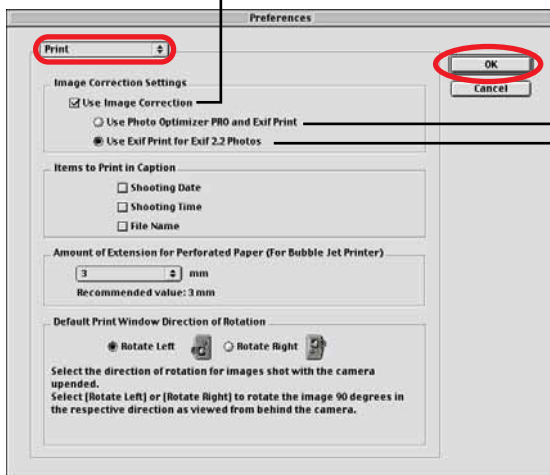 Preferences
Print
OK
Cancel
Image Correction Settings
Use Image Correction
Use Photo Optimizer PRO and Exif Print
Use Exif Print for Exif 2.2 Photos
Items to Print in Caption
Shooting Date
Shooting Time
File Name
Amount of Extension for Perforated Paper (For Bubble Jet Printer)
3 mm
Recommended value: 3 mm
Default Print Window Direction of Rotation
Rotate Left Rotate Right
Select the direction of rotation for images shot with the camera
upended.
Select [Rotate Left] or [Rotate Right] to rotate the image 90 degrees in
the respective direction as viewed from behind the camera.